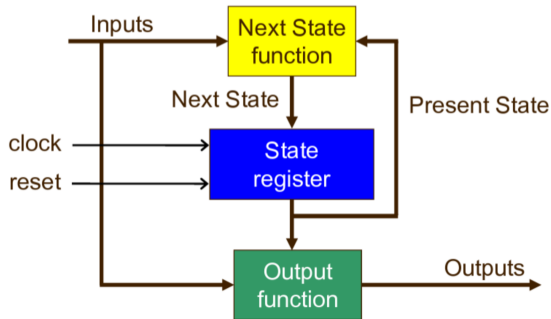 Inputs
Next State
function
Next State
Present State
clock
reset
State
register
Output
function
Outputs